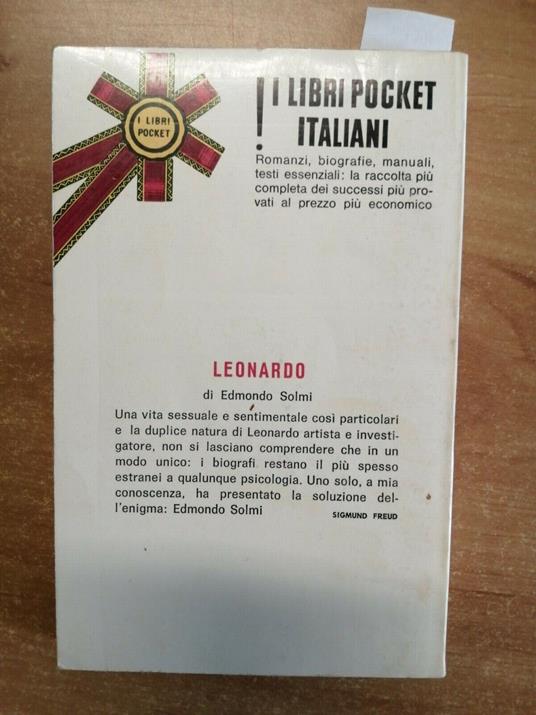 I LIBRI
POCKET
! I LIBRI POCKET
ITALIANI
Romanzi, biografie, manuali,
testi essenziali: la raccolta più
completa dei successi più pro-
vati al prezzo più economico
LEONARDO
di Edmondo Solmi
Una vita sessuale e sentimentale così particolari
e la duplice natura di Leonardo artista e investi-
gatore, non si lasciano comprendere che in un
modo unico: i biografi restano il più spesso
estranei a qualunque psicologia. Uno solo, a mia
conoscenza, ha presentato la soluzione del-
l'enigma: Edmondo Solmi
SIGMUND FREUD